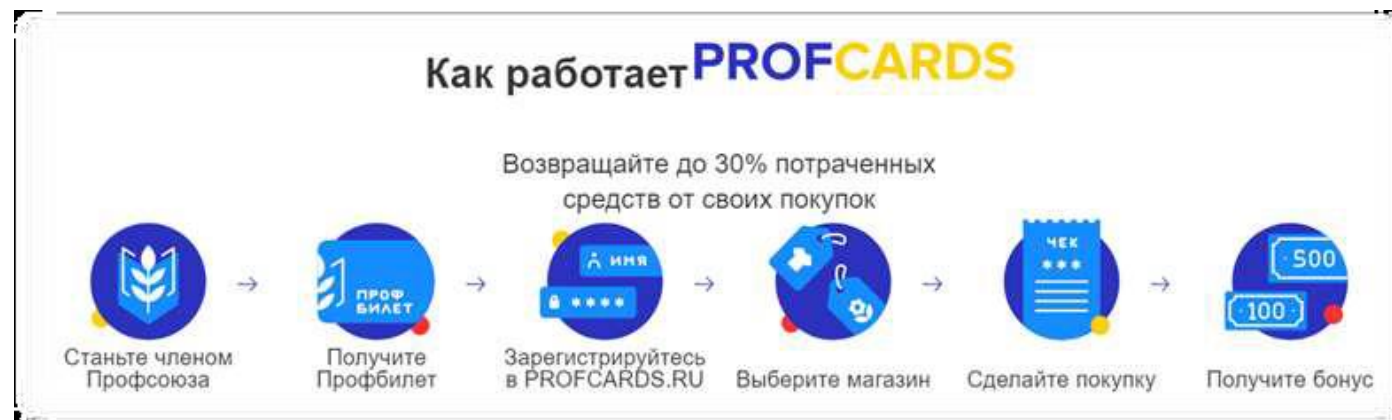 Как работает PROFCARDS
Возвращайте до 30% потраченных
средств от своих покупок
ПРОФ
БИЛЕТ
ИМЯ
****
ЧЕК
***
500
100
Станьте членом
Профсоюза
Получите
Профбилет
Зарегистрируйтесь
в PROFCARDS.RU
Выберите магазин
Сделайте покупку
Получите бонус